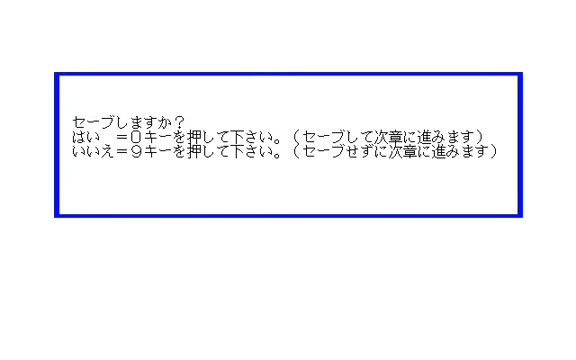 セーブしますか？
はい　＝０キーを押して下さい。（セーブして次章に進みます）
いいえ＝９キーを押して下さい。（セーブせずに次章に進みます）